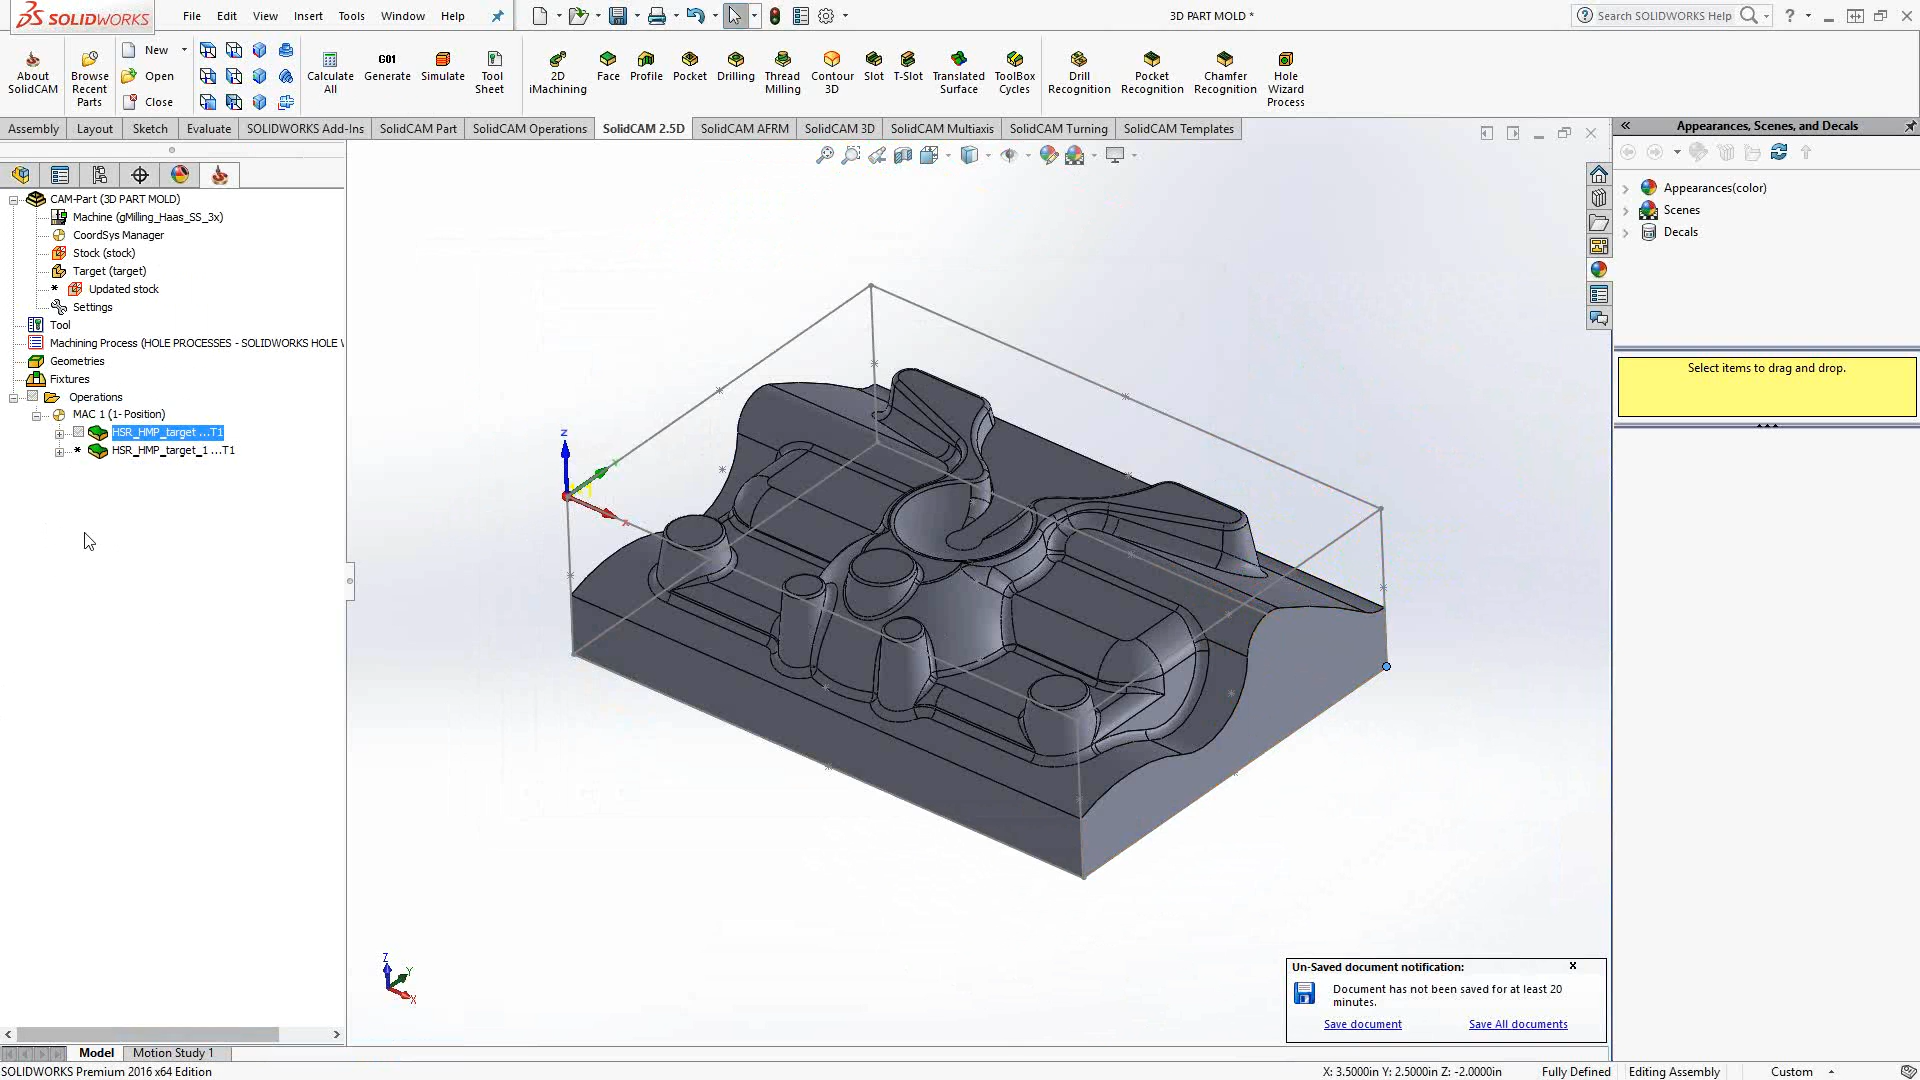 SOLIDWORKS File Edit View Insert Tools Window Help 3D PART MOLD * Search SOLIDWORKS Help
About SolidCAM
Browse Recent Parts
New
Open
Close
Calculate All
G01
Generate
Simulate
Tool Sheet
2D iMachining
Face
Profile
Pocket
Drilling
Thread Milling
Contour 3D
Slot
T-Slot
Translated Surface
ToolBox Cycles
Drill Recognition
Pocket Recognition
Chamfer Recognition
Hole Wizard Process
Assembly Layout Sketch Evaluate SOLIDWORKS Add-Ins SolidCAM Part SolidCAM Operations SolidCAM 2.5D SolidCAM AFRM SolidCAM 3D SolidCAM Multiaxis SolidCAM Turning SolidCAM Templates
CAM-Part (3D PART MOLD)
Machine (gMilling_Haas_SS_3x)
CoordSys Manager
Stock (stock)
Target (target)
* Updated stock
Settings
Tool
Machining Process (HOLE PROCESSES - SOLIDWORKS HOLE
Geometries
Fixtures
Operations
MAC 1 (1- Position)
HSR_HMP_target ...T1
* HSR_HMP_target_1 ...T1
Z
X
Z
Y
X
Appearances, Scenes, and Decals
Appearances(color)
Scenes
Decals
Select items to drag and drop.
Un-Saved document notification: x
Document has not been saved for at least 20
minutes.
Save document Save All documents
Model Motion Study 1
SOLIDWORKS Premium 2016 x64 Edition X: 3.5000in Y: 2.5000in Z: -2.0000in Fully Defined Editing Assembly Custom